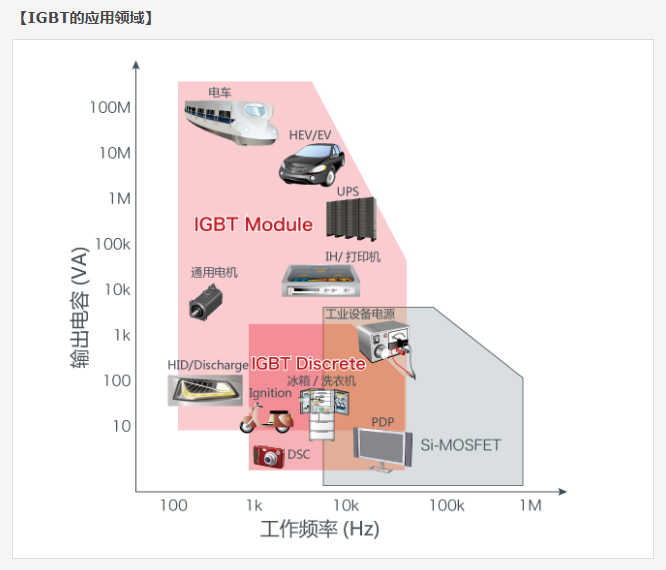 【IGBT的应用领域】
输出电容 (VA)
100M
10M
1M
100k
10k
1k
100
10
电车
HEV/EV
UPS
IGBT Module
IH/ 打印机
通用电机
工业设备电源
HID/Discharge
IGBT Discrete
冰箱 / 洗衣机
Ignition
PDP
Si-MOSFET
DSC
100 1k 10k 100k 1M
工作频率 (Hz)